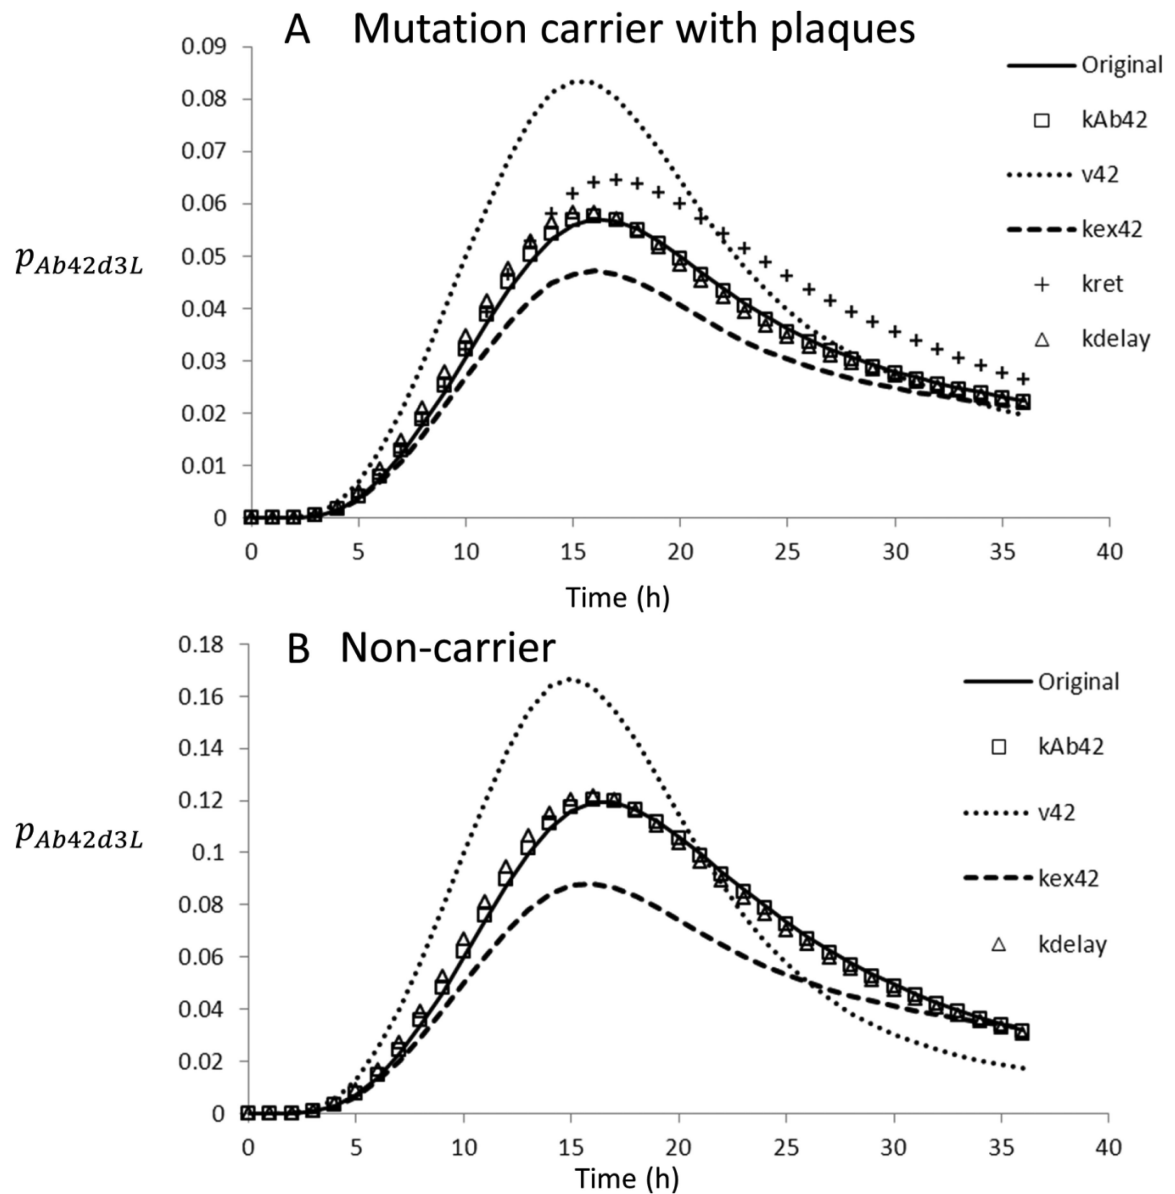 A Mutation carrier with plaques
0.09
0.08
0.07
0.06
0.05
0.04
0.03
0.02
0.01
0
pAb42d3L
Original
kAb42
v42
kex42
kret
kdelay
0 5 10 15 20 25 30 35 40
Time (h)
B Non-carrier
0.18
0.16
0.14
0.12
0.1
0.08
0.06
0.04
0.02
0
pAb42d3L
Original
kAb42
v42
kex42
kdelay
0 5 10 15 20 25 30 35 40
Time (h)